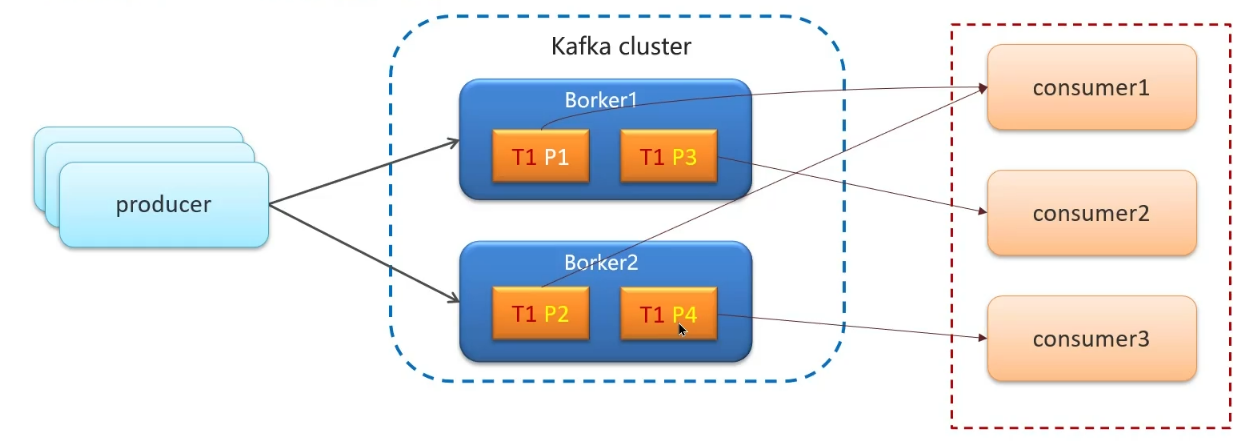 Kafka cluster
Borker1
T1 P1
T1 P3
producer
Borker2
T1 P2
T1 P4
consumer1
consumer2
consumer3